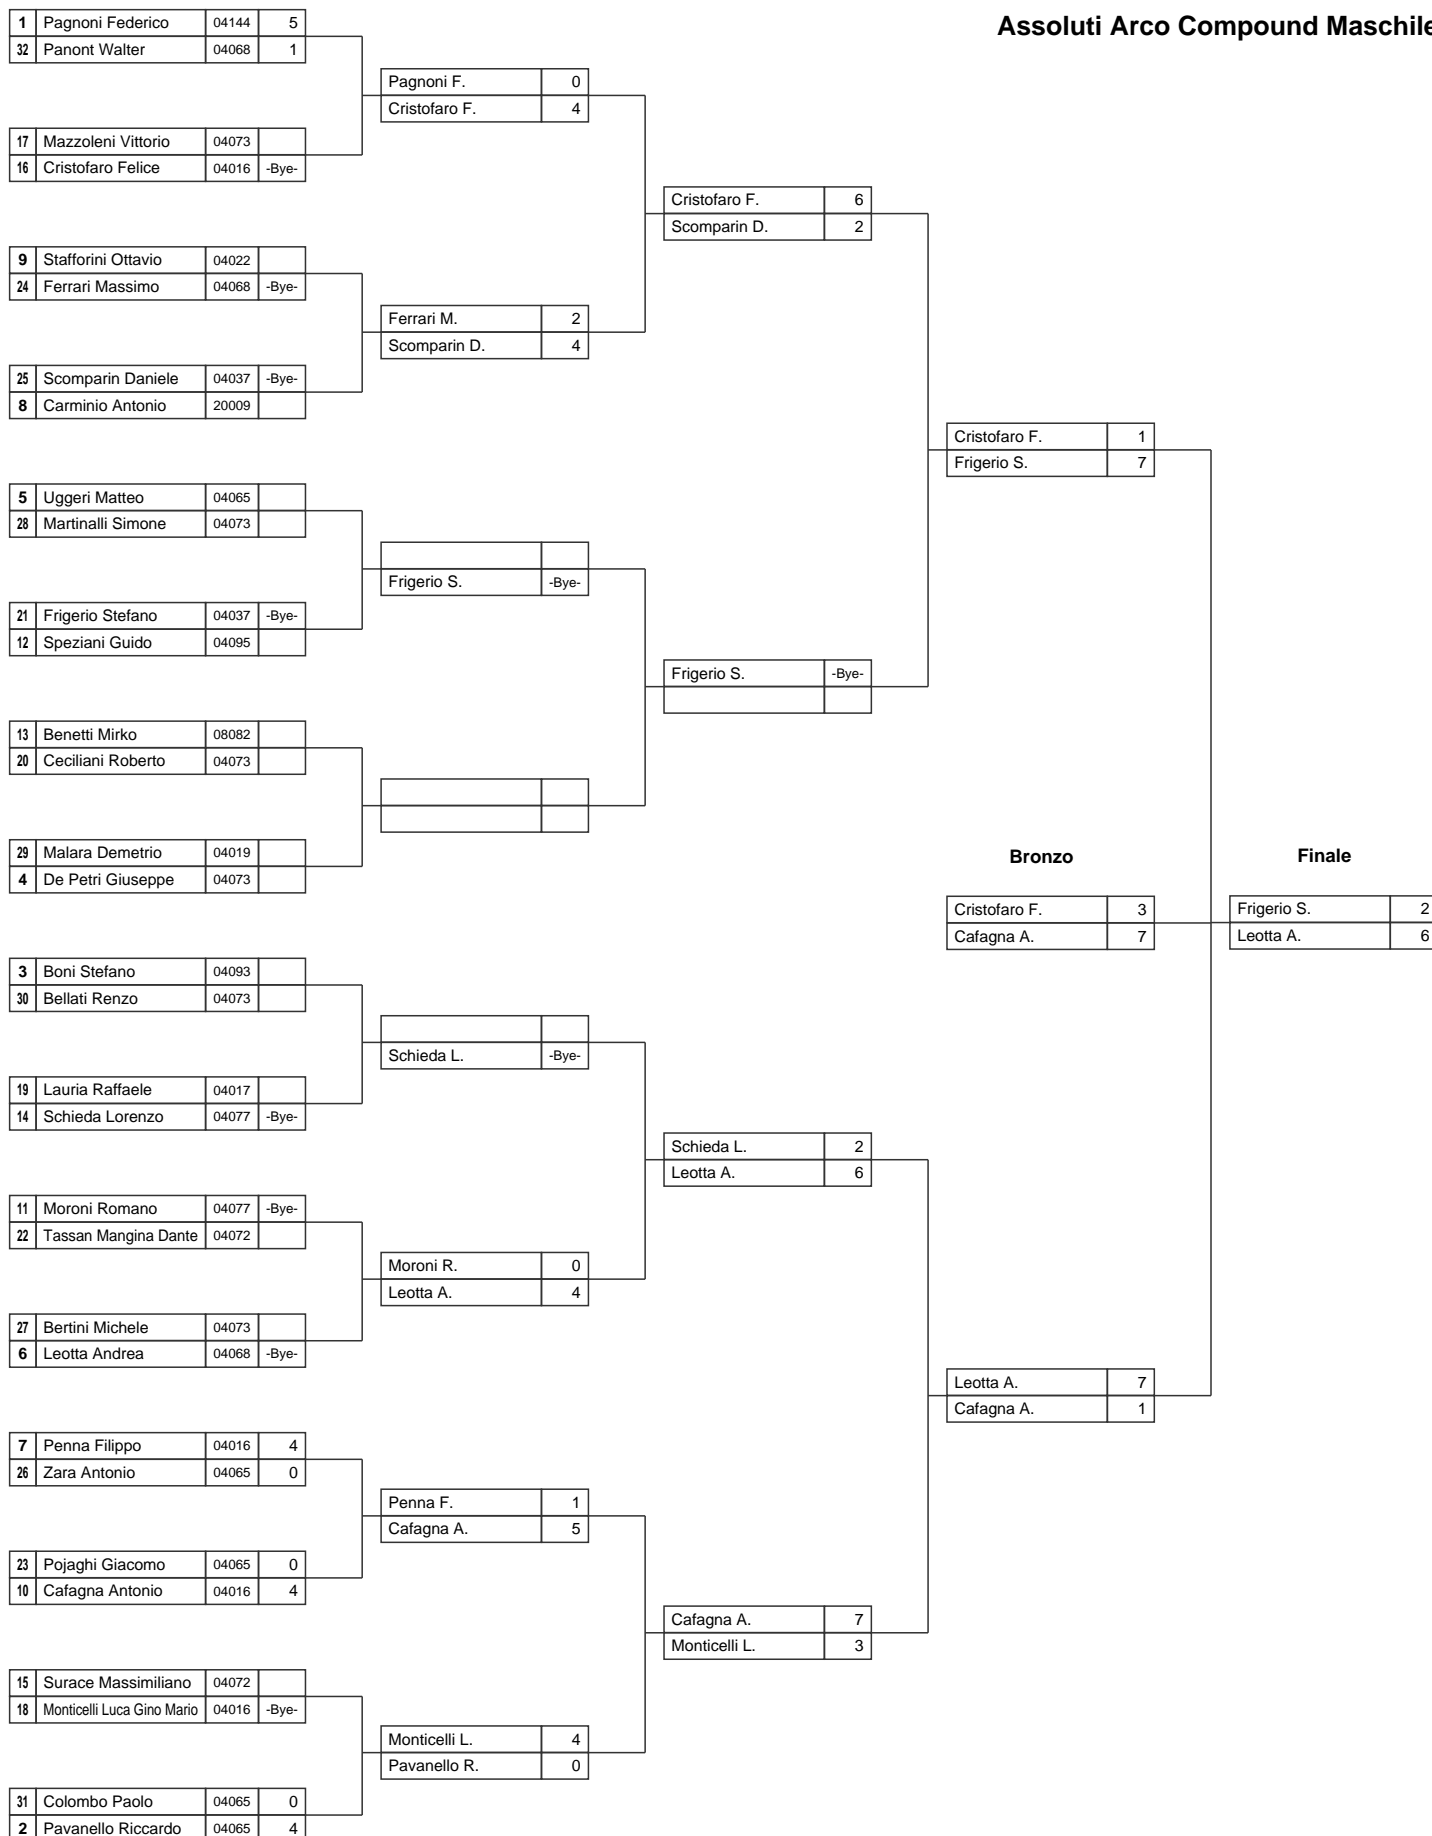 Assoluti Arco Compound Maschile
1 Pagnoni Federico 04144 5
32 Panont Walter 04068 1
17 Mazzoleni Vittorio 04073
16 Cristofaro Felice 04016 -Bye-
9 Stafforini Ottavio 04022
24 Ferrari Massimo 04068 -Bye-
25 Scomparin Daniele 04037 -Bye-
8 Carminio Antonio 20009
5 Uggeri Matteo 04065
28 Martinalli Simone 04073
21 Frigerio Stefano 04037 -Bye-
12 Speziani Guido 04095
13 Benetti Mirko 08082
20 Ceciliani Roberto 04073
29 Malara Demetrio 04019
4 De Petri Giuseppe 04073
3 Boni Stefano 04093
30 Bellati Renzo 04073
19 Lauria Raffaele 04017
14 Schieda Lorenzo 04077 -Bye-
11 Moroni Romano 04077 -Bye-
22 Tassan Mangina Dante 04072
27 Bertini Michele 04073
6 Leotta Andrea 04068 -Bye-
7 Penna Filippo 04016 4
26 Zara Antonio 04065 0
23 Pojaghi Giacomo 04065 0
10 Cafagna Antonio 04016 4
15 Surace Massimiliano 04072
18 Monticelli Luca Gino Mario 04016 -Bye-
31 Colombo Paolo 04065 0
2 Pavanello Riccardo 04065 4
Pagnoni F. 0
Cristofaro F. 4
Ferrari M. 2
Scomparin D. 4
Frigerio S. -Bye-
Schieda L. -Bye-
Moroni R. 0
Leotta A. 4
Penna F. 1
Cafagna A. 5
Monticelli L. 4
Pavanello R. 0
Cristofaro F. 6
Scomparin D. 2
Frigerio S. -Bye-
Schieda L. 2
Leotta A. 6
Cafagna A. 7
Monticelli L. 3
Cristofaro F. 1
Frigerio S. 7
Leotta A. 7
Cafagna A. 1
Bronzo
Cristofaro F. 3
Cafagna A. 7
Finale
Frigerio S. 2
Leotta A. 6